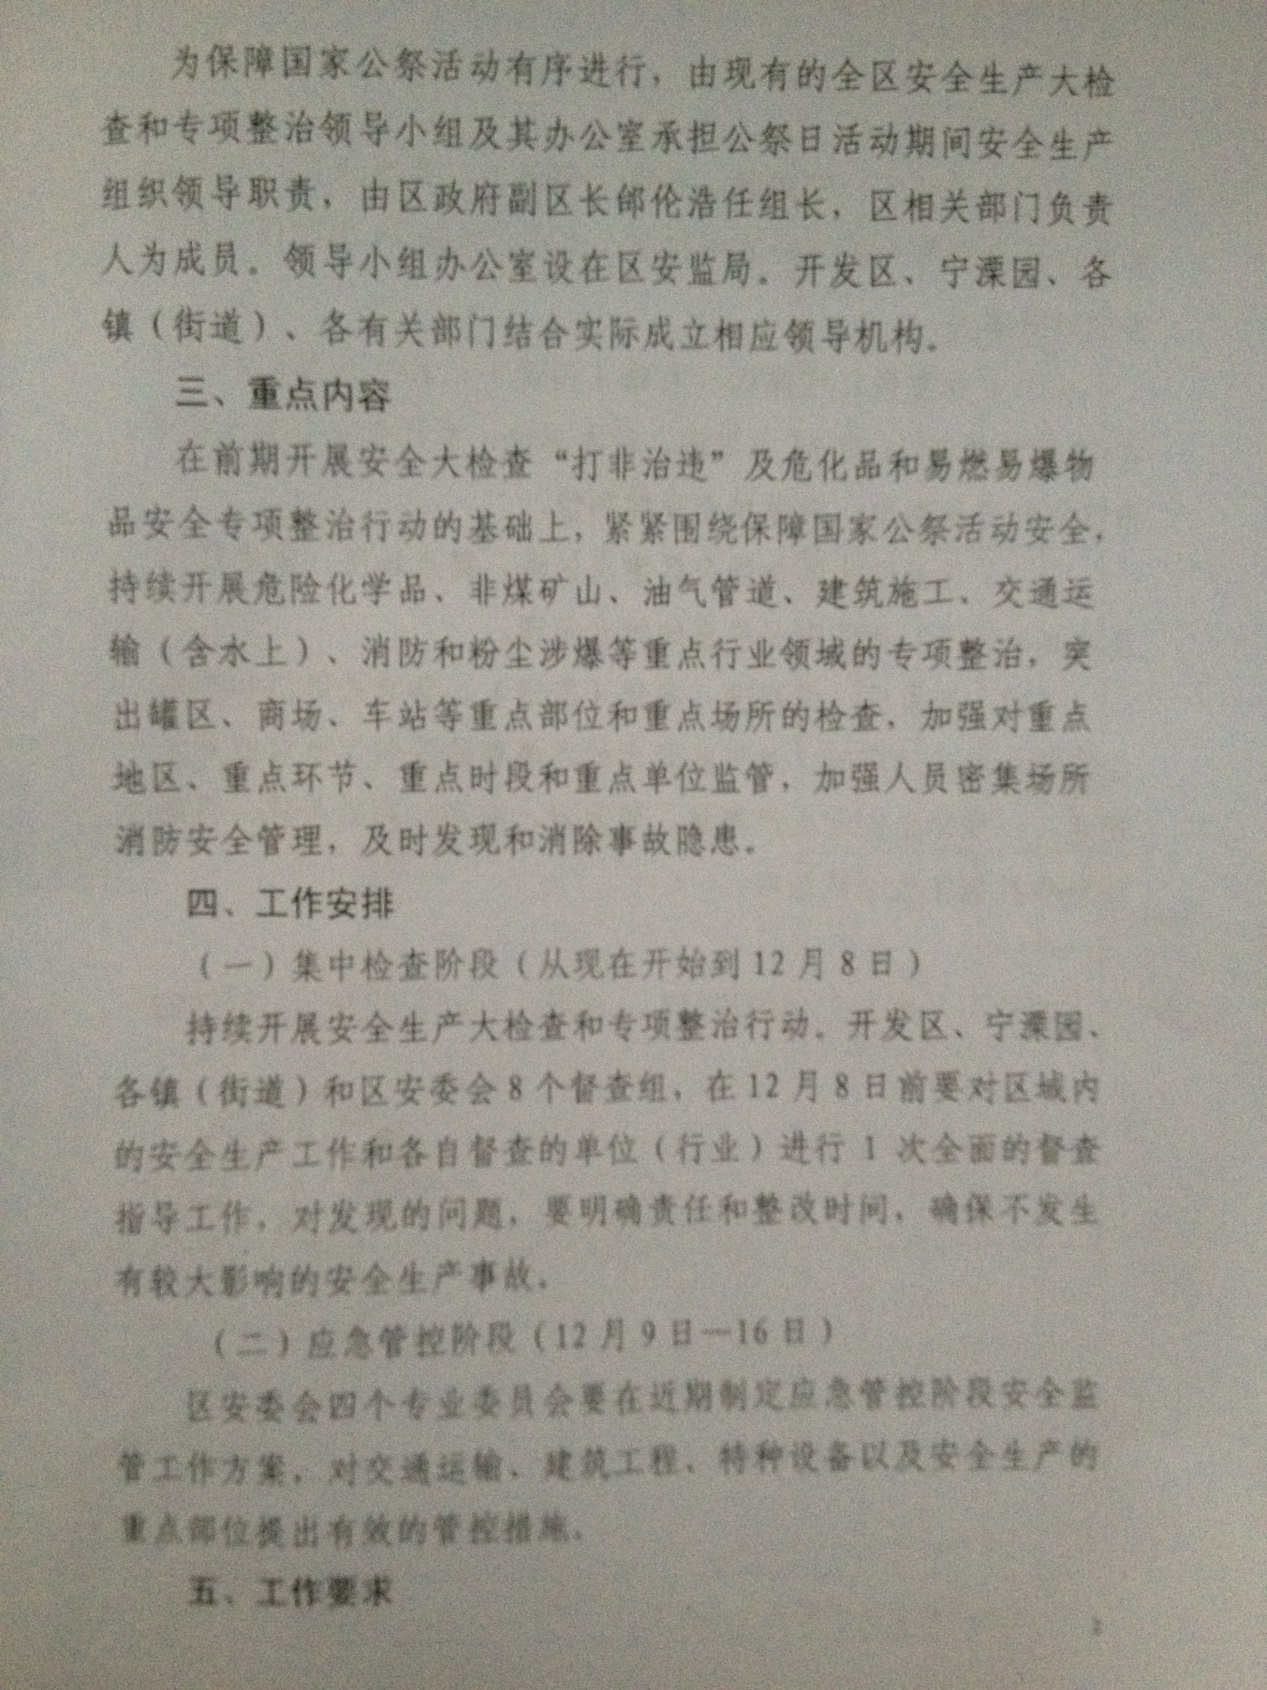 为保障国家公祭活动有序进行，由现有的全区安全生产大检
查和专项整治领导小组及其办公室承担公祭日活动期间安全生产
组织领导职责，由区政府副区长邰伦浩任组长，区相关部门负责
人为成员。领导小组办公室设在区安监局。开发区、宁溧园、各
镇（街道）、各有关部门结合实际成立相应领导机构。
三、重点内容
在前期开展安全大检查“打非治违”及危化品和易燃易爆物
品安全专项整治行动的基础上，紧紧围绕保障国家公祭活动安全，
持续开展危险化学品、非煤矿山、油气管道、建筑施工、交通运
输（含水上）、消防和粉尘涉爆等重点行业领域的专项整治，突
出罐区、商场、车站等重点部位和重点场所的检查，加强对重点
地区、重点环节、重点时段和重点单位监管，加强人员密集场所
消防安全管理，及时发现和消除事故隐患。
四、工作安排
（一）集中检查阶段（从现在开始到12月8日）
持续开展安全生产大检查和专项整治行动。开发区、宁溧园、
各镇（街道）和区安委会8个督查组，在12月8日前要对区域内
的安全生产工作和各自督查的单位（行业）进行1次全面的督查
指导工作，对发现的问题，要明确责任和整改时间，确保不发生
有较大影响的安全生产事故。
（二）应急管控阶段（12月9日—16日）
区安委会四个专业委员会要在近期制定应急管控阶段安全监
管工作方案，对交通运输、建筑工程、特种设备以及安全生产的
重点部位提出有效的管控措施。
五、工作要求